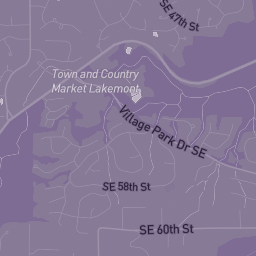 SE 47th St
Town and Country
Market Lakemont
Village Park Dr SE
SE 58th St
SE 60th St